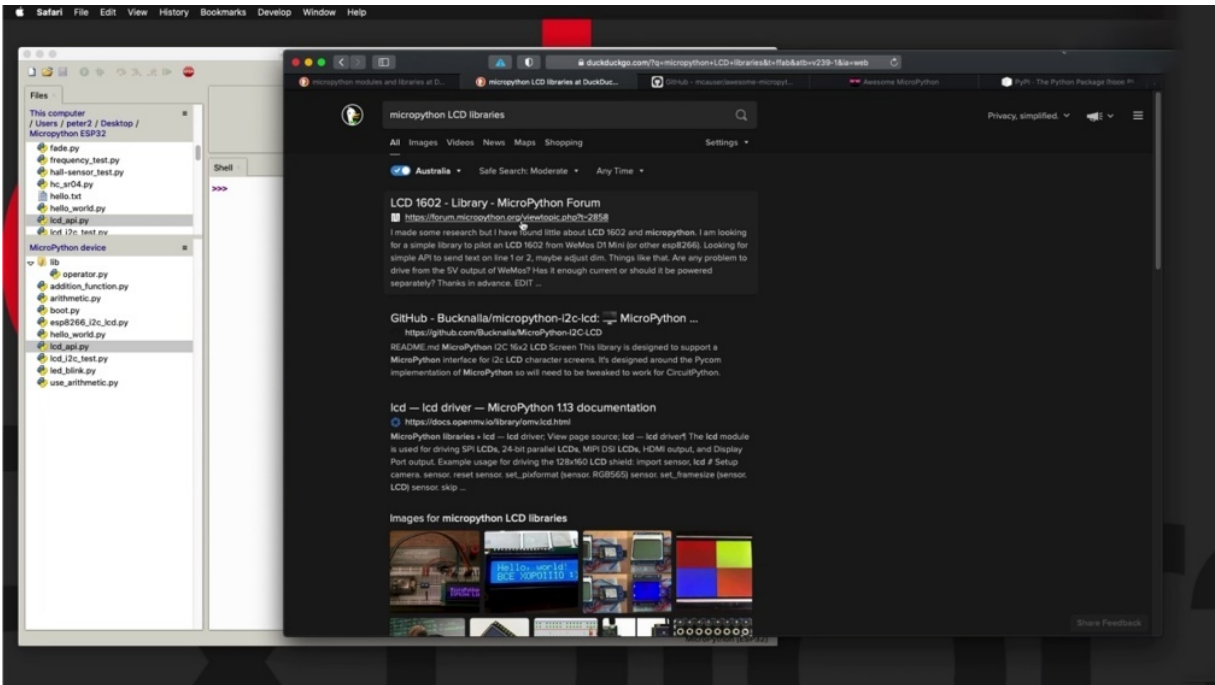 Safari File Edit View History Bookmarks Develop Window Help
duckduckgo.com/?q=micropython+LCD+libraries&t=ffab&atb=v239-1&ia=web
micropython modules and libraries at D...
micropython LCD libraries at DuckDuc...
GitHub - mcauser/awesome-micropyt...
Awesome MicroPython
PyPI - The Python Package
Files
This computer
/ Users / peter2 / Desktop /
Micropython ESP32
fade.py
frequency_test.py
hall-sensor_test.py
hc_sr04.py
hello.txt
hello_world.py
lcd_api.py
lcd_i2c_test.py
MicroPython device
lib
operator.py
addition_function.py
arithmetic.py
boot.py
esp8266_i2c_lcd.py
hello_world.py
lcd_api.py
lcd_i2c_test.py
led_blink.py
use_arithmetic.py
Shell
>>>
micropython LCD libraries
Privacy, simplified.
All Images Videos News Maps Shopping Settings
Australia Safe Search: Moderate Any Time
LCD 1602 - Library - MicroPython Forum
https://forum.micropython.org/viewtopic.php?t=2858
I made some research but I have found little about LCD 1602 and micropython. I am looking
for a simple library to pilot an LCD 1602 from WeMos D1 Mini (or other esp8266). Looking for
simple API to send text on line 1 or 2, maybe adjust dim. Things like that. Are any problem to
drive from the 5V output of WeMos? Has it enough current or should it be powered
separately? Thanks in advance. EDIT ...
GitHub - Bucknalla/micropython-i2c-lcd: MicroPython ...
https://github.com/Bucknalla/MicroPython-I2C-LCD
README.md MicroPython I2C 16x2 LCD Screen This library is designed to support a
MicroPython interface for i2c LCD character screens. It's designed around the Pycom
implementation of MicroPython so will need to be tweaked to work for CircuitPython.
lcd — lcd driver — MicroPython 1.13 documentation
https://docs.openmv.io/library/omv.lcd.html
MicroPython libraries » lcd — lcd driver; View page source; lcd — lcd driver¶ The lcd module
is used for driving SPI LCDs, 24-bit parallel LCDs, MIPI DSI LCDs, HDMI output, and Display
Port output. Example usage for driving the 128x160 LCD shield: import sensor, lcd # Setup
camera. sensor. reset sensor. set_pixformat (sensor. RGB565) sensor. set_framesize (sensor.
LCD) sensor. skip ...
Images for micropython LCD libraries
Hello, world!
Share Feedback